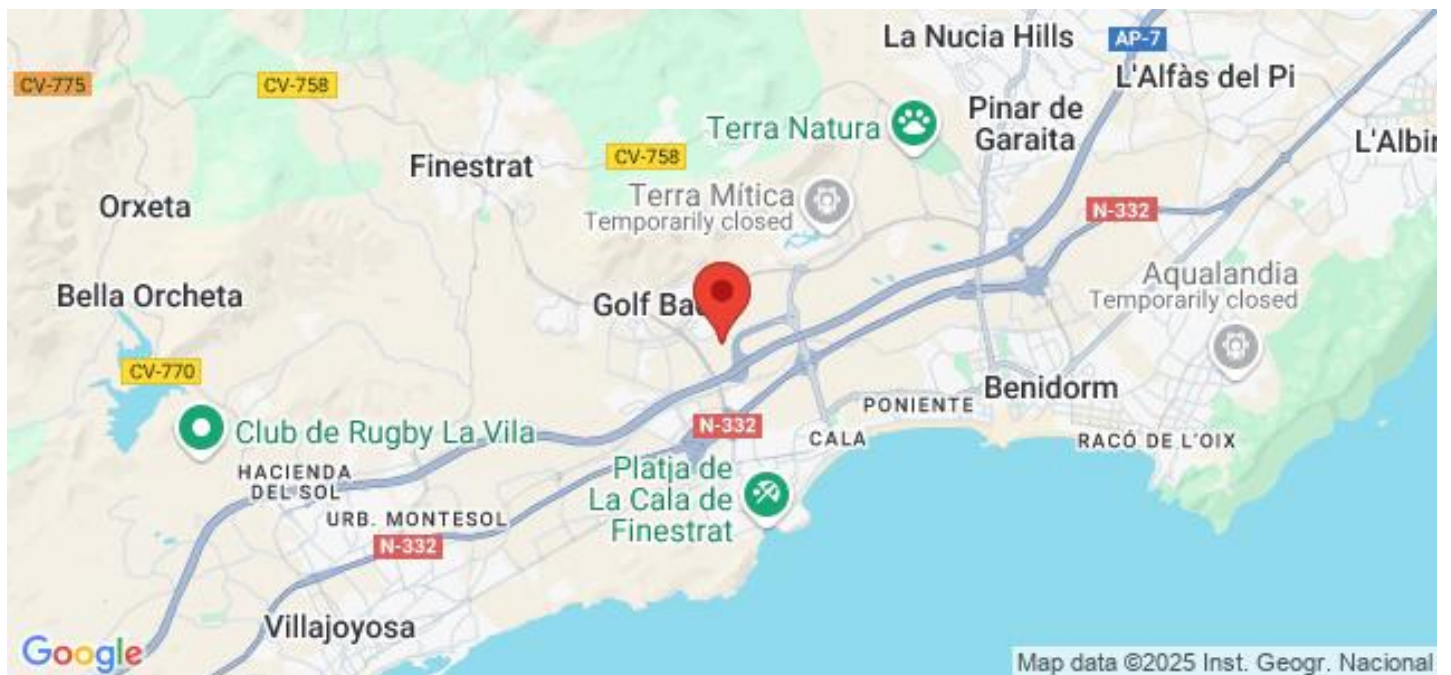 La Nucia Hills
AP-7
L'Alfàs del Pi
CV-775
CV-758
Terra Natura
Pinar de
Garaita
L'Albir
Finestrat
CV-758
Terra Mítica
Temporarily closed
Orxeta
N-332
Bella Orcheta
Golf Ba
Aqualandia
Temporarily closed
CV-770
Benidorm
PONIENTE
N-332
Club de Rugby La Vila
CALA
RACÓ DE L'OIX
HACIENDA
DEL SOL
Platja de
La Cala de
Finestrat
URB. MONTESOL
N-332
Villajoyosa
Google
Map data ©2025 Inst. Geogr. Nacional